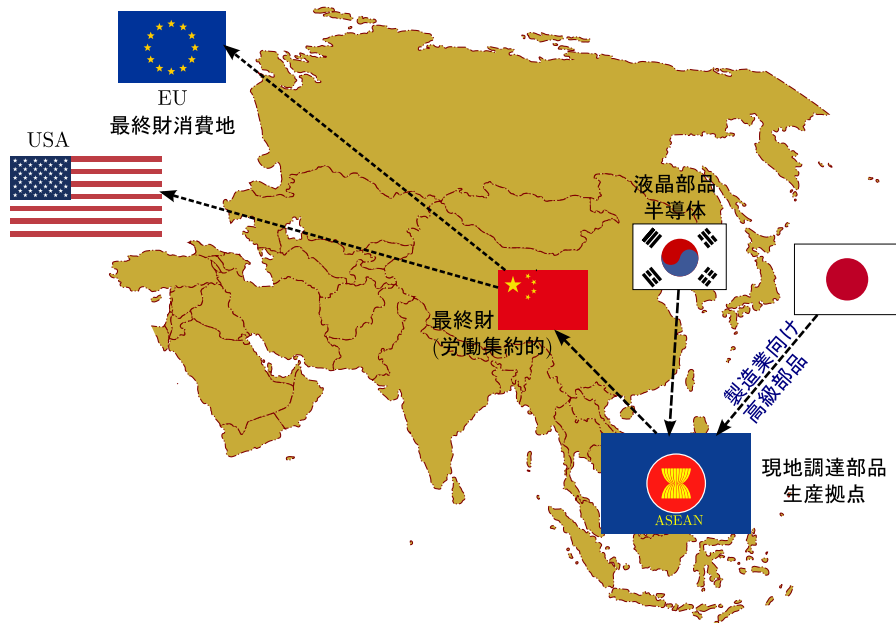 EU
最終財消費地
USA
液晶部品
半導体
最終財
(労働集約的)
製造業向け
高級部品
現地調達部品
生産拠点
ASEAN